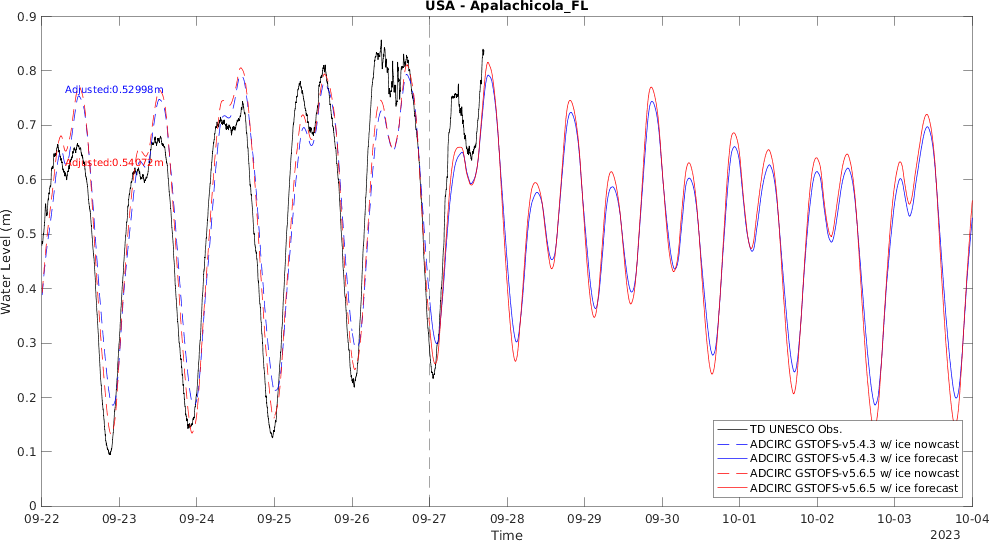 USA - Apalachicola_FL
0.9
0.8
0.7
0.6
0.5
0.4
0.3
0.2
0.1
0
Water Level (m)
Adjusted:0.52998m
Adjusted:0.54072m
TD UNESCO Obs.
ADCIRC GSTOFS-v5.4.3 w/ ice nowcast
ADCIRC GSTOFS-v5.4.3 w/ ice forecast
ADCIRC GSTOFS-v5.6.5 w/ ice nowcast
ADCIRC GSTOFS-v5.6.5 w/ ice forecast
09-22 09-23 09-24 09-25 09-26 09-27 09-28 09-29 09-30 10-01 10-02 10-03 10-04
Time
2023